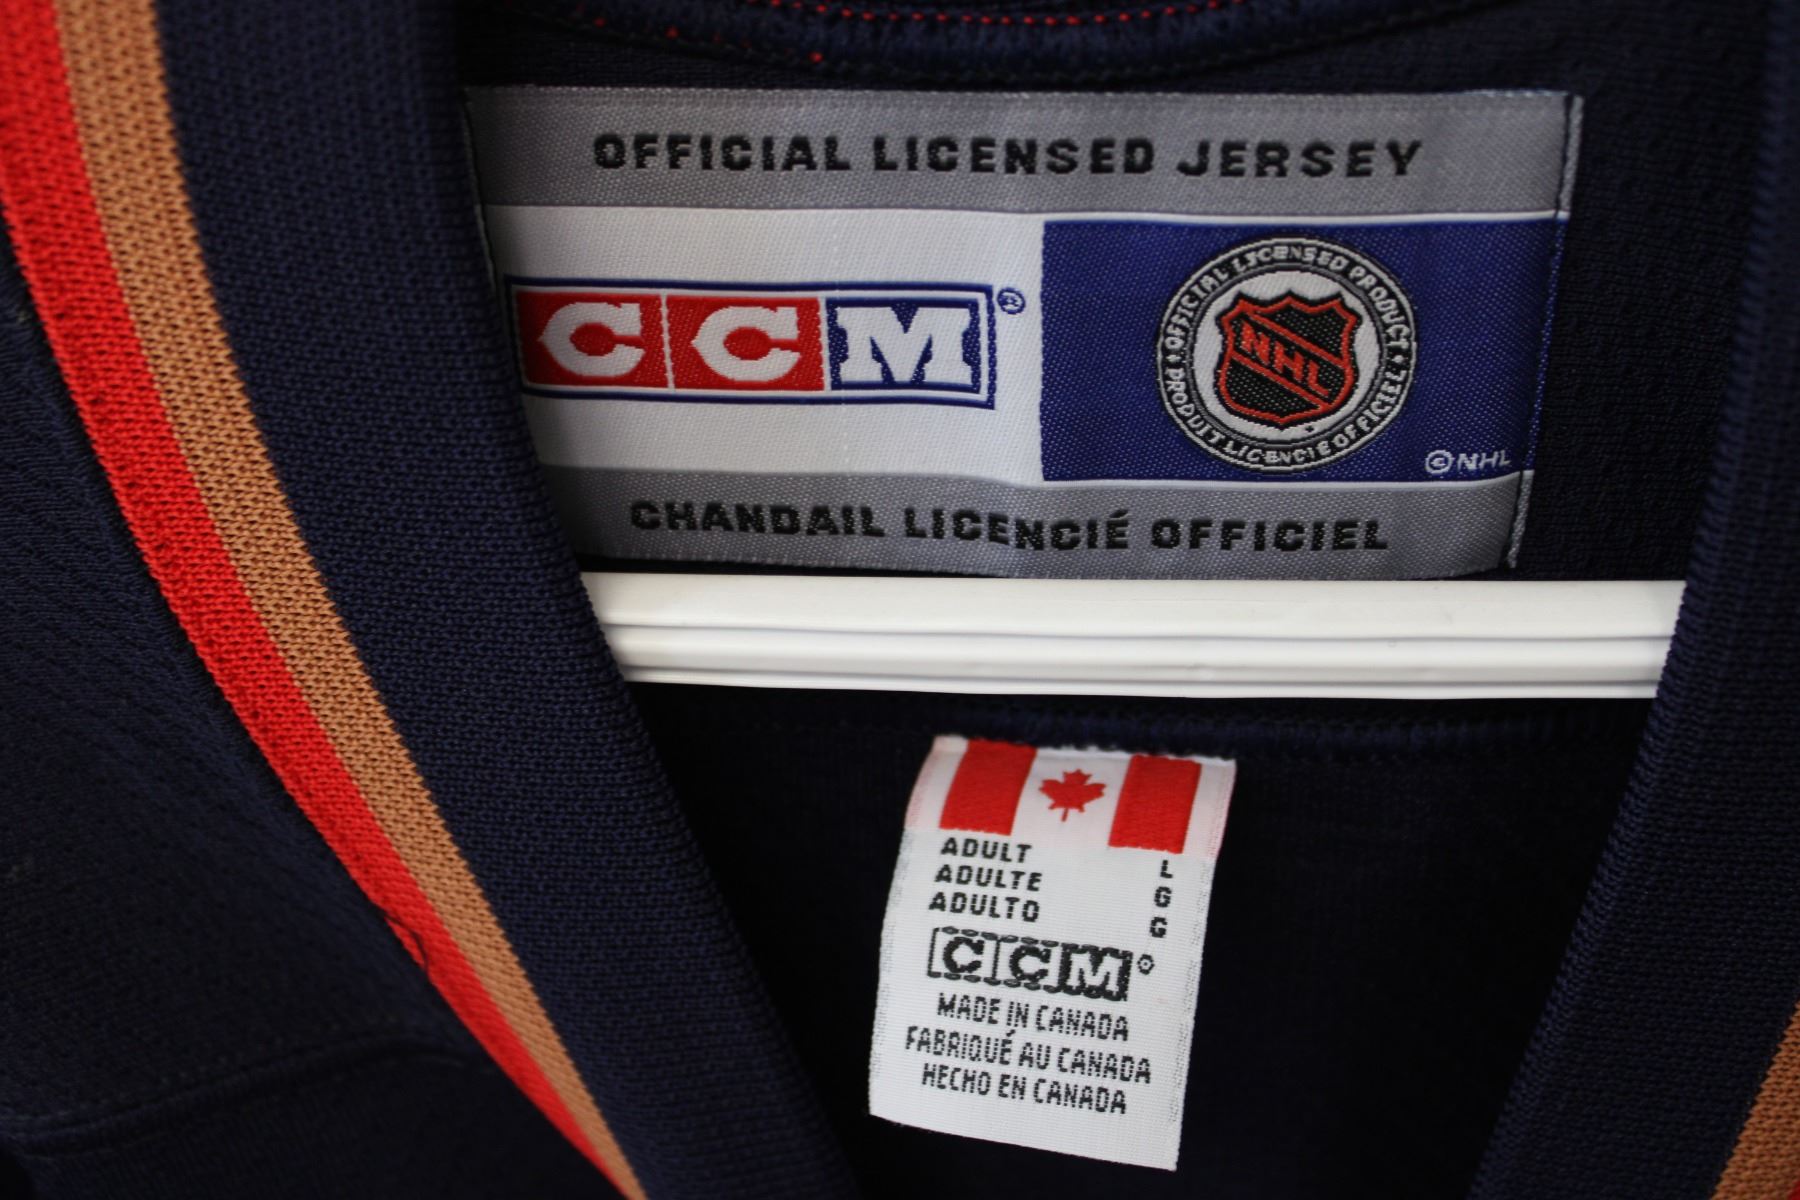 OFFICIAL LICENSED JERSEY
CCM®
OFFICIAL LICENSED PRODUCT
NHL
PRODUIT LICENCIÉ OFFICIEL
©NHL
CHANDAIL LICENCIÉ OFFICIEL
ADULT L
ADULTE G
ADULTO G
CCM®
MADE IN CANADA
FABRIQUÉ AU CANADA
HECHO EN CANADA